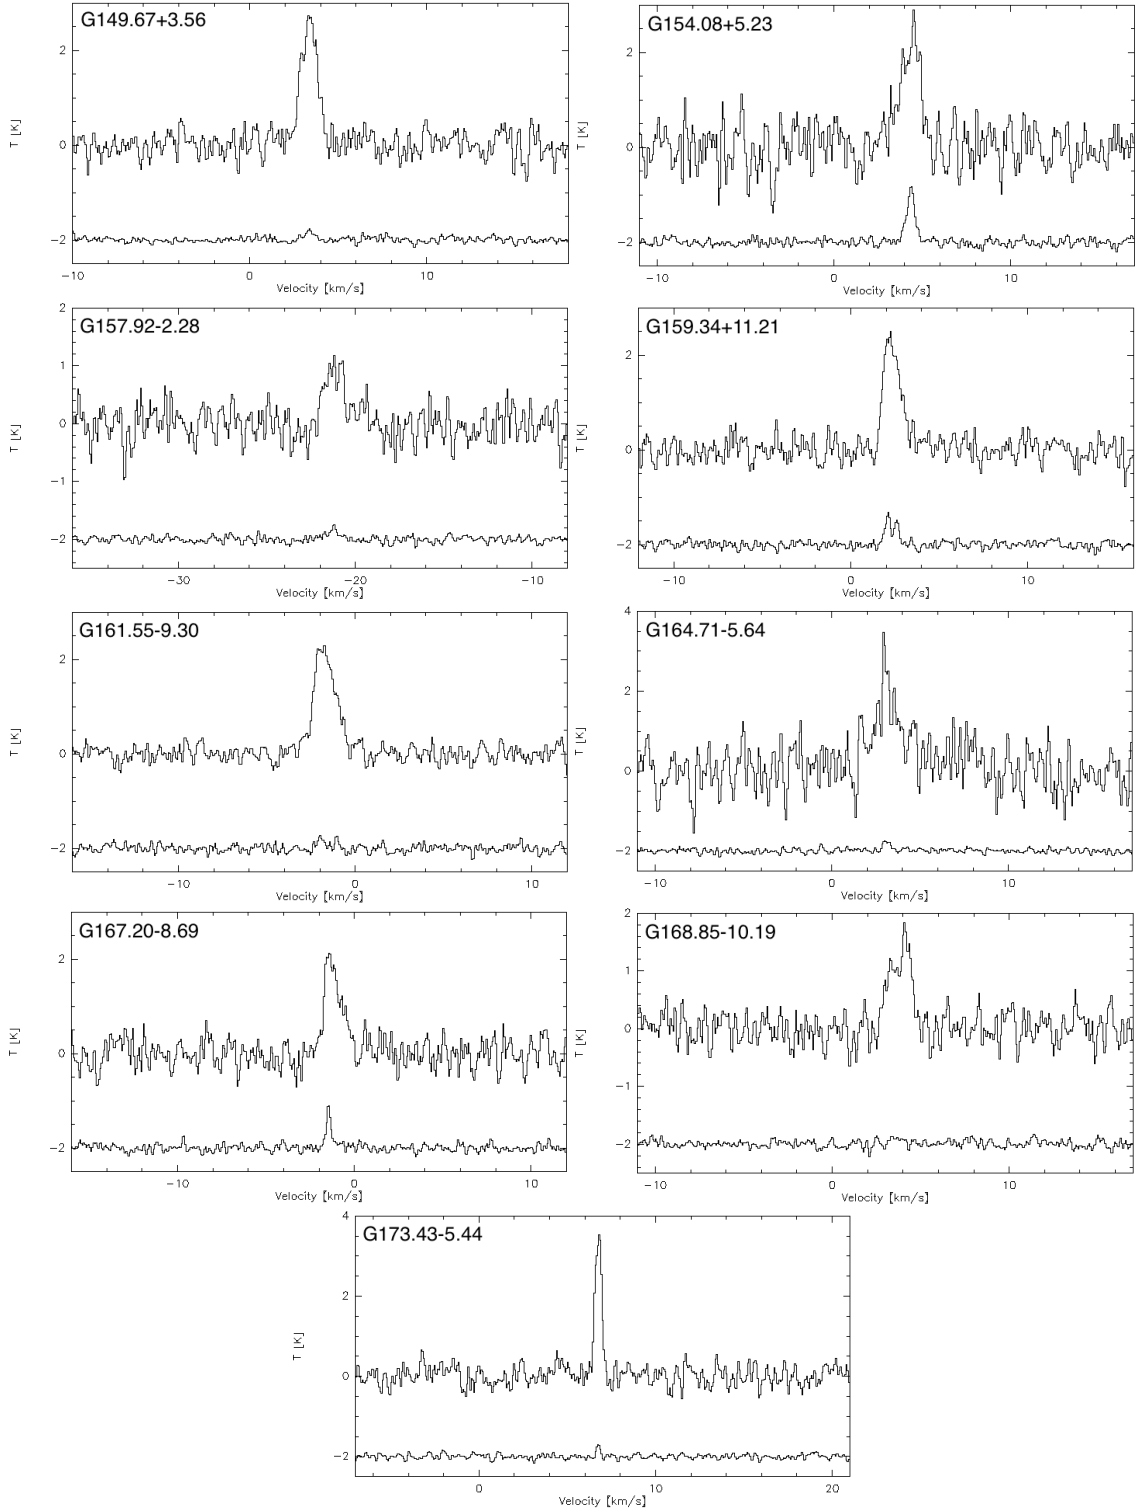 G149.67+3.56
2
0
−2
T [K]
−10
0
10
Velocity [km/s]
G154.08+5.23
2
0
−2
T [K]
−10
0
10
Velocity [km/s]
G157.92-2.28
2
1
0
−1
−2
T [K]
−30
−20
−10
Velocity [km/s]
G159.34+11.21
2
0
−2
T [K]
−10
0
10
Velocity [km/s]
G161.55-9.30
2
0
−2
T [K]
−10
0
10
Velocity [km/s]
G164.71-5.64
4
2
0
−2
T [K]
−10
0
10
Velocity [km/s]
G167.20-8.69
2
0
−2
T [K]
−10
0
10
Velocity [km/s]
G168.85-10.19
2
1
0
−1
−2
T [K]
−10
0
10
Velocity [km/s]
G173.43-5.44
4
2
0
−2
T [K]
0
10
20
Velocity [km/s]